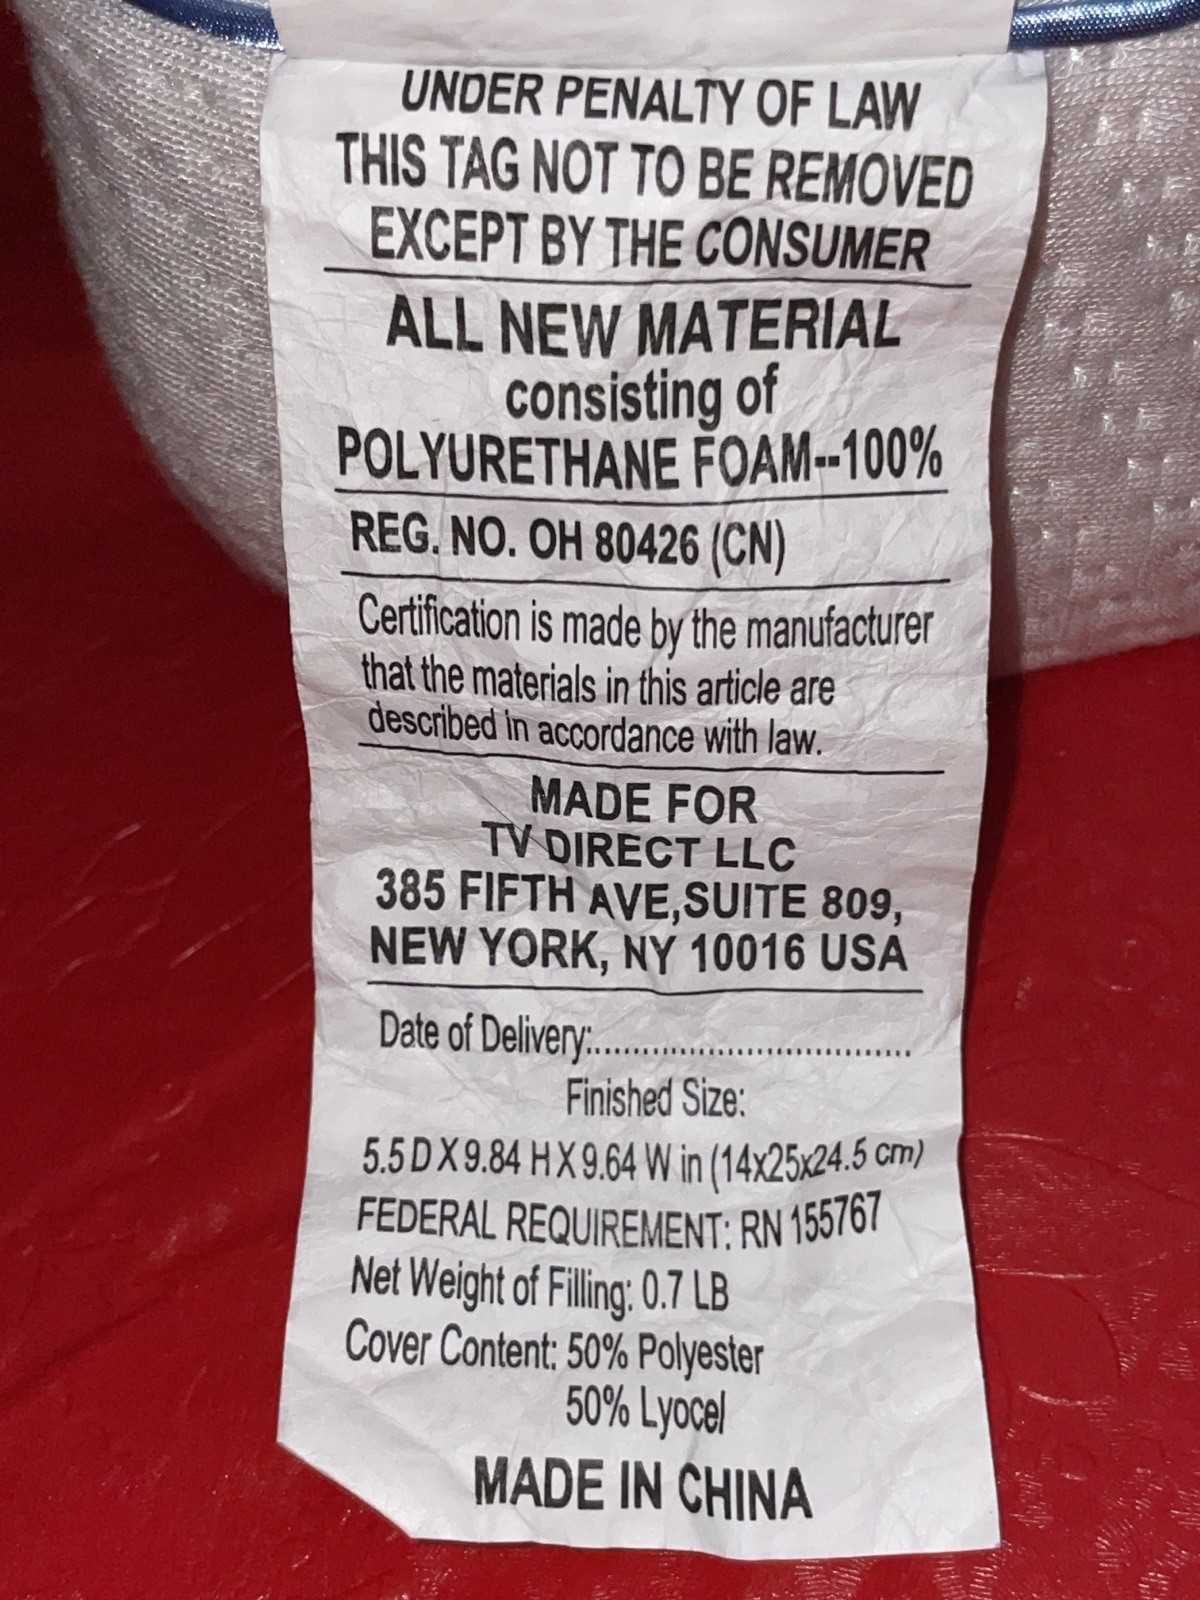 UNDER PENALTY OF LAW
THIS TAG NOT TO BE REMOVED
EXCEPT BY THE CONSUMER
ALL NEW MATERIAL
consisting of
POLYURETHANE FOAM--100%
REG. NO. OH 80426 (CN)
Certification is made by the manufacturer
that the materials in this article are
described in accordance with law.
MADE FOR
TV DIRECT LLC
385 FIFTH AVE,SUITE 809,
NEW YORK, NY 10016 USA
Date of Delivery:......................................
Finished Size:
5.5 D X 9.84 H X 9.64 W in (14x25x24.5 cm)
FEDERAL REQUIREMENT: RN 155767
Net Weight of Filling: 0.7 LB
Cover Content: 50% Polyester
50% Lyocel
MADE IN CHINA